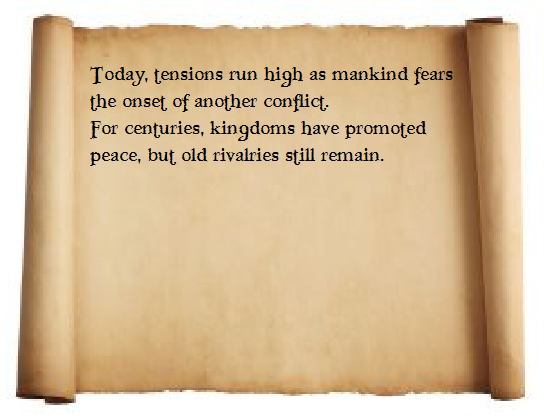 Today, tensions run high as mankind fears
the onset of another conflict.
For centuries, kingdoms have promoted
peace, but old rivalries still remain.